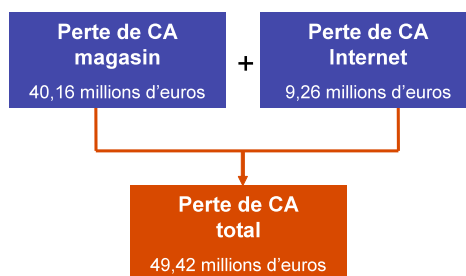 Perte de CA
magasin
40,16 millions d'euros
+
Perte de CA
Internet
9,26 millions d'euros
Perte de CA
total
49,42 millions d'euros